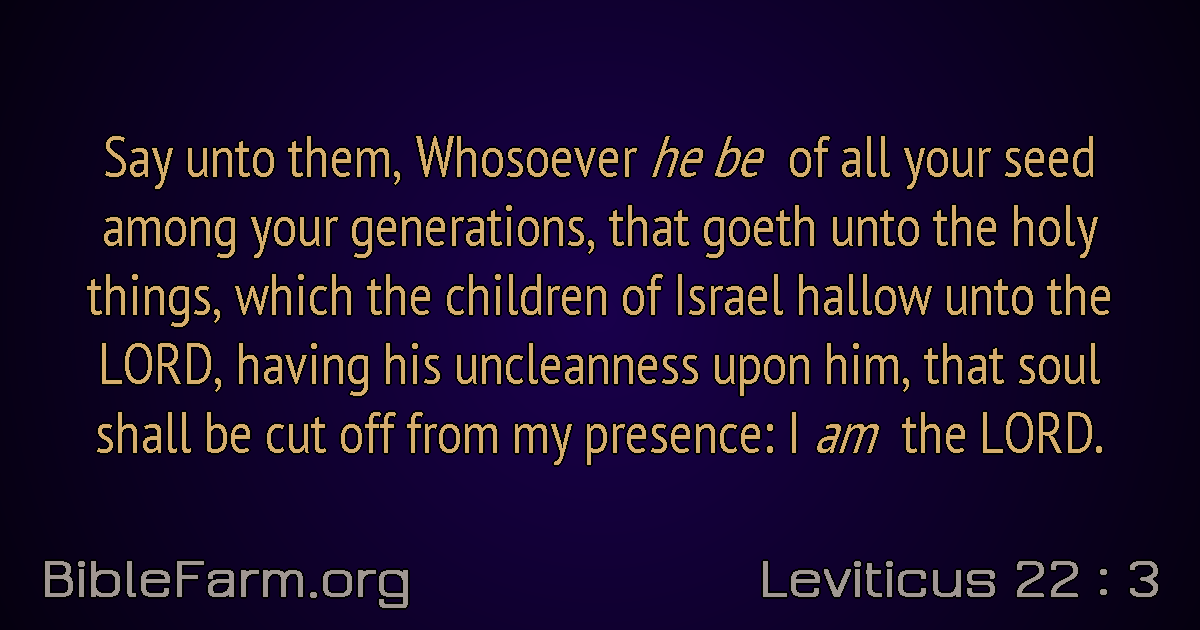 Say unto them, Whosoever he be of all your seed
among your generations, that goeth unto the holy
things, which the children of Israel hallow unto the
LORD, having his uncleanness upon him, that soul
shall be cut off from my presence: I am the LORD.
BibleFarm.org
Leviticus 22 : 3